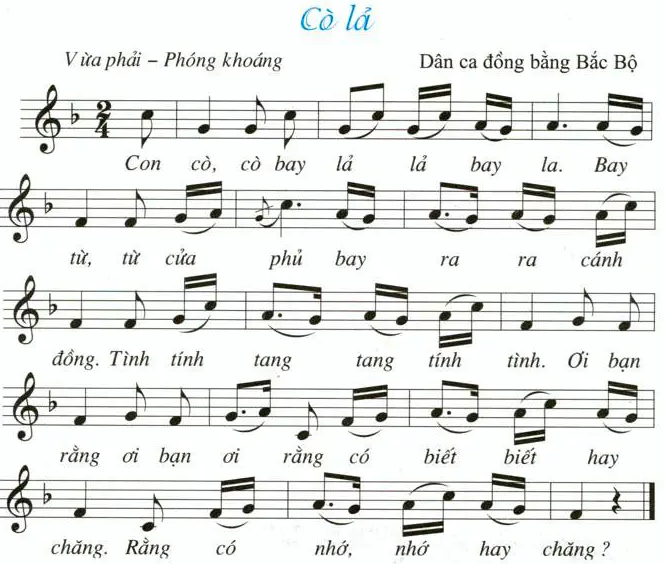 Cò lả
Vừa phải – Phóng khoáng
Dân ca đồng bằng Bắc Bộ
2
4
Con cò, cò bay lả lả bay la. Bay
từ, từ cửa phủ bay ra ra cánh
đồng. Tình tính tang tang tính tình. Ơi bạn
rằng ơi bạn ơi rằng có biết biết hay
chăng. Rằng có nhớ, nhớ hay chăng ?